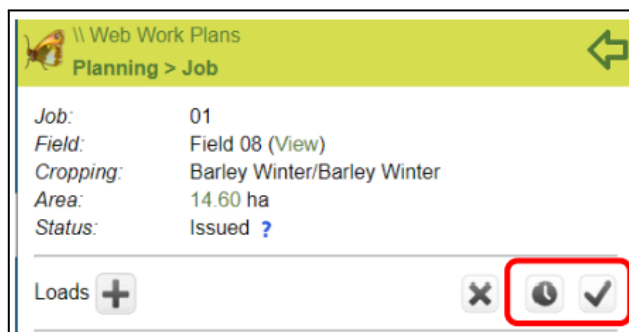 \\ Web Work Plans
Planning > Job
Job: 01
Field: Field 08 (View)
Cropping: Barley Winter/Barley Winter
Area: 14.60 ha
Status: Issued ?
Loads